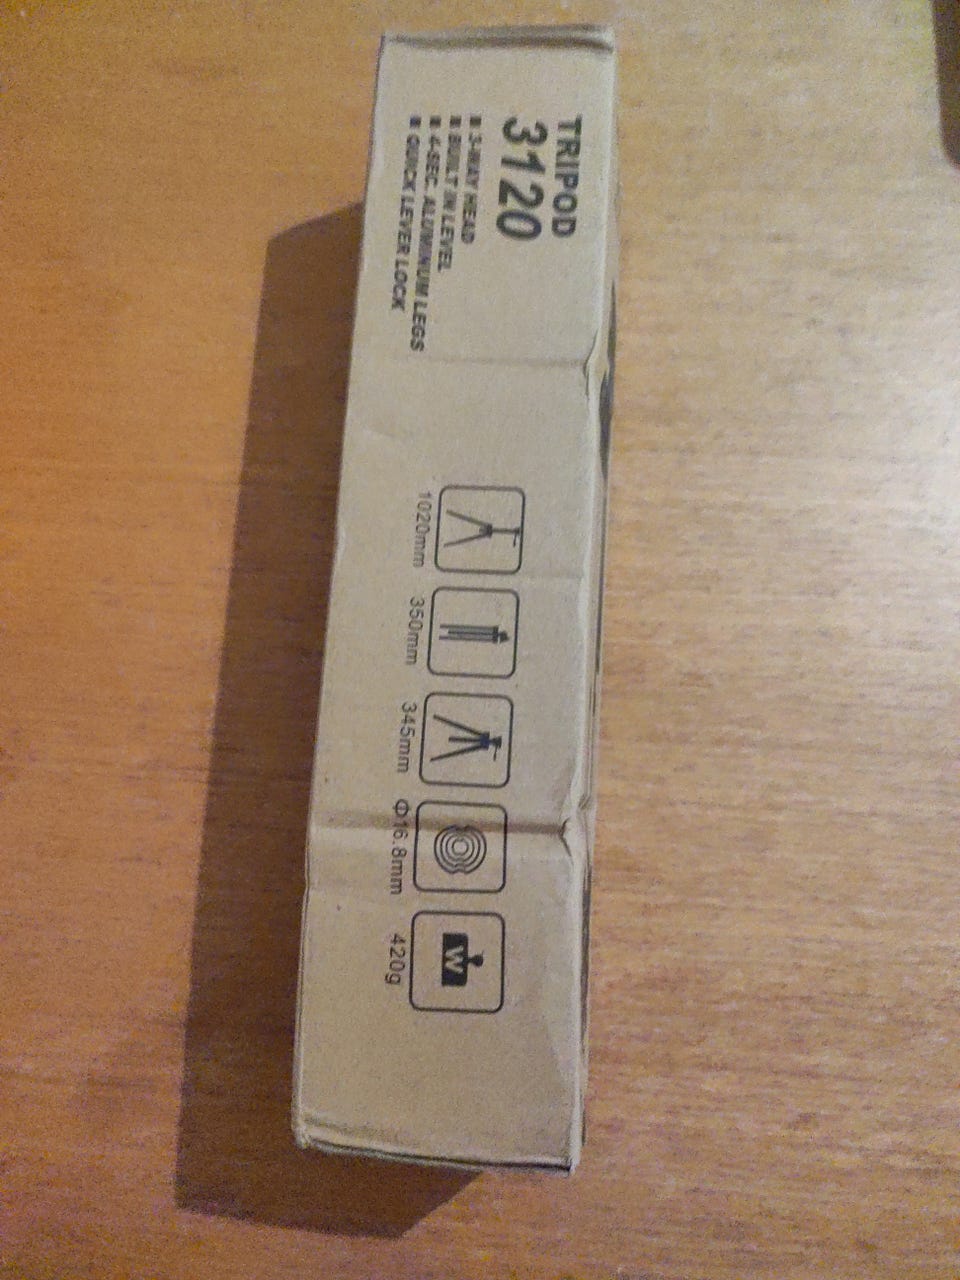 TRIPOD
3120
■ 3-WAY HEAD
■ BUILT IN LEVEL
■ 4-SEC. ALUMINUM LEGS
■ QUICK LEVER LOCK
1020mm
350mm
345mm
Φ16.8mm
W
420g